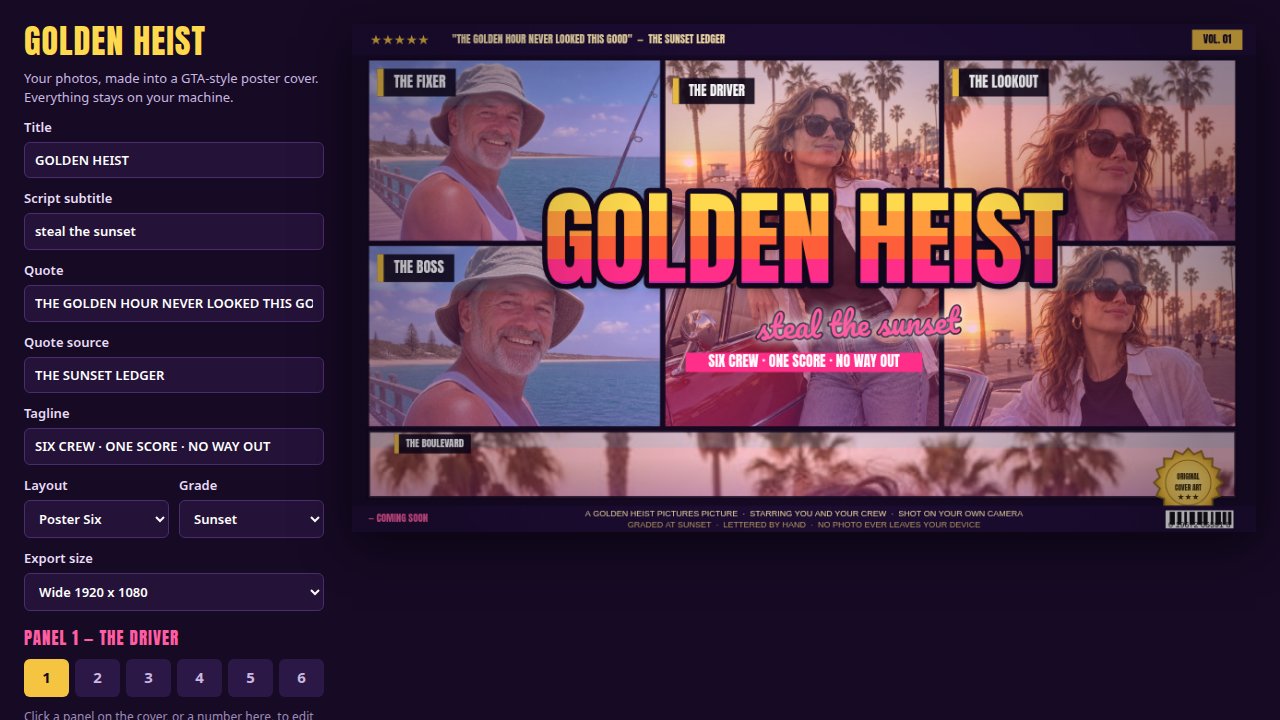 GOLDEN HEIST
Your photos, made into a GTA-style poster cover.
Everything stays on your machine.
Title
GOLDEN HEIST
Script subtitle
steal the sunset
Quote
THE GOLDEN HOUR NEVER LOOKED THIS GO
Quote source
THE SUNSET LEDGER
Tagline
SIX CREW · ONE SCORE · NO WAY OUT
Layout
Grade
Poster Six
Sunset
Export size
Wide 1920 x 1080
PANEL 1 — THE DRIVER
1 2 3 4 5 6
Click a panel on the cover, or a number here, to edit
★★★★★ "THE GOLDEN HOUR NEVER LOOKED THIS GOOD" — THE SUNSET LEDGER
VOL. 01
THE FIXER
THE DRIVER
THE LOOKOUT
GOLDEN HEIST
THE BOSS
steal the sunset
SIX CREW · ONE SCORE · NO WAY OUT
THE BOULEVARD
ORIGINAL
COVER ART
★★★
— COMING SOON
A GOLDEN HEIST PICTURES PICTURE · STARRING YOU AND YOUR CREW · SHOT ON YOUR OWN CAMERA
GRADED AT SUNSET · LETTERED BY HAND · NO PHOTO EVER LEAVES YOUR DEVICE